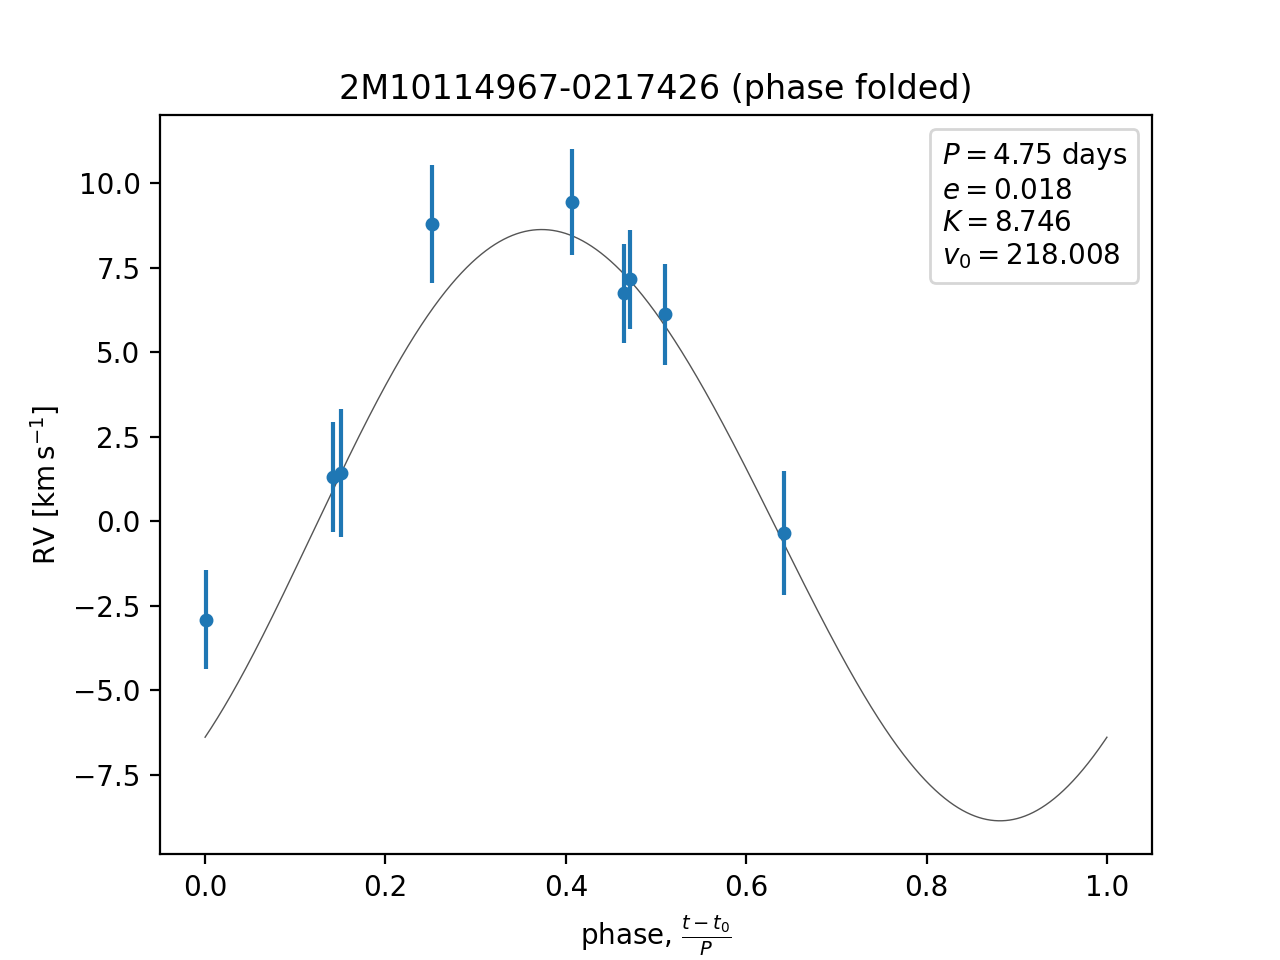 2M10114967-0217426 (phase folded)
P = 4.75 days
e = 0.018
K = 8.746
v₀ = 218.008
RV [km s⁻¹]
10.0
7.5
5.0
2.5
0.0
−2.5
−5.0
−7.5
0.0 0.2 0.4 0.6 0.8 1.0
phase, (t − t₀)/P